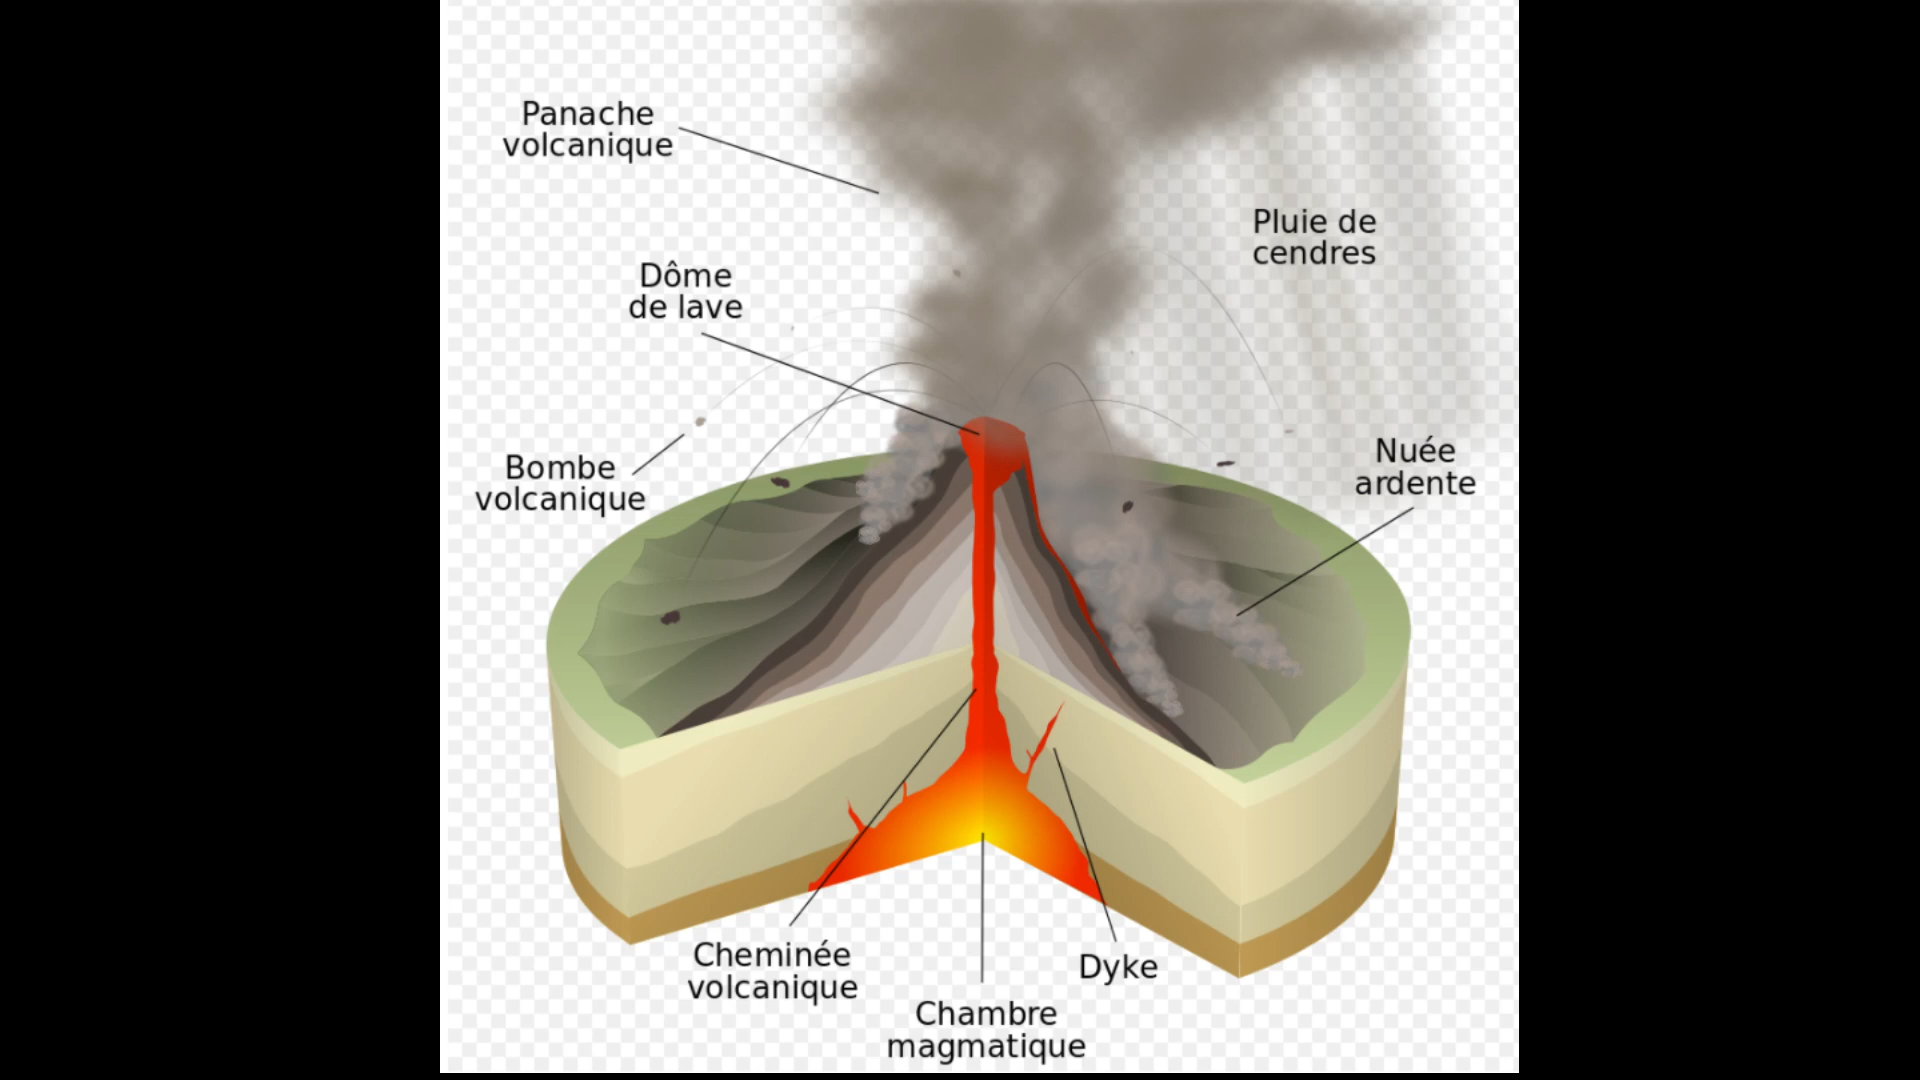 Panache
volcanique
Pluie de
cendres
Dôme
de lave
Nuée
ardente
Bombe
volcanique
Cheminée
volcanique
Dyke
Chambre
magmatique